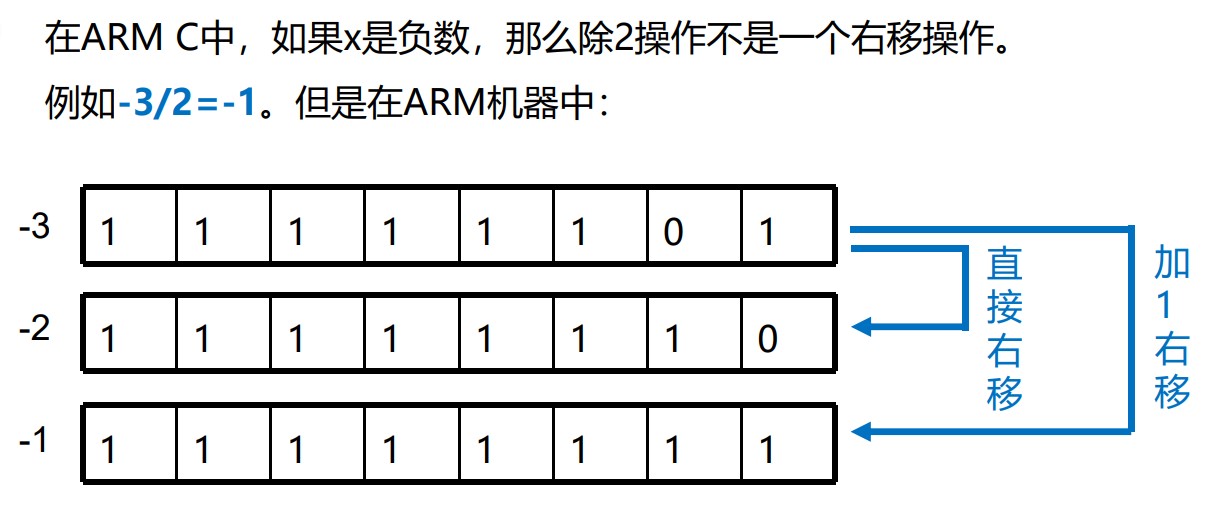 在ARM C中，如果x是负数，那么除2操作不是一个右移操作。
例如-3/2=-1。但是在ARM机器中：
-3 1 1 1 1 1 1 0 1
-2 1 1 1 1 1 1 1 0
-1 1 1 1 1 1 1 1 1
直接右移
加1右移